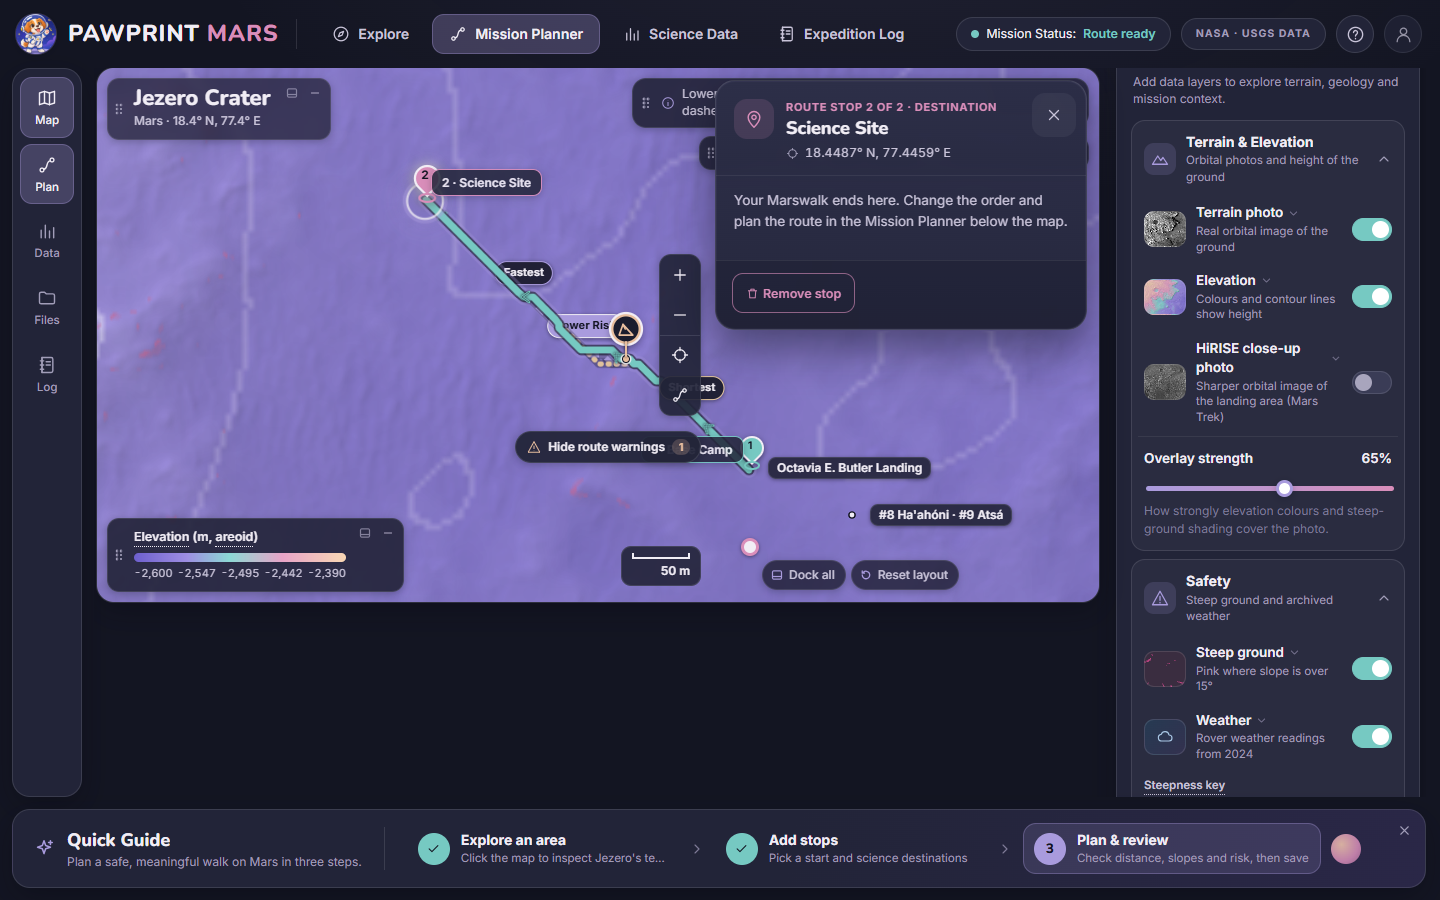 PAWPRINT MARS
Explore
Mission Planner
Science Data
Expedition Log
Mission Status: Route ready
NASA · USGS DATA
Map
Plan
Data
Files
Log
Jezero Crater
Mars · 18.4° N, 77.4° E
Lower
dashe
ROUTE STOP 2 OF 2 · DESTINATION
Science Site
18.4487° N, 77.4459° E
Your Marswalk ends here. Change the order and
plan the route in the Mission Planner below the map.
Remove stop
2
2 · Science Site
Fastest
ower Ris
Shortest
Hide route warnings 1
Camp
1
Octavia E. Butler Landing
#8 Ha'ahóni · #9 Atsá
Elevation (m, areoid)
-2,600 -2,547 -2,495 -2,442 -2,390
50 m
Dock all
Reset layout
Add data layers to explore terrain, geology and
mission context.
Terrain & Elevation
Orbital photos and height of the
ground
Terrain photo
Real orbital image of the
ground
Elevation
Colours and contour lines
show height
HiRISE close-up
photo
Sharper orbital image of
the landing area (Mars
Trek)
Overlay strength 65%
How strongly elevation colours and steep-
ground shading cover the photo.
Safety
Steep ground and archived
weather
Steep ground
Pink where slope is over
15°
Weather
Rover weather readings
from 2024
Steepness key
Quick Guide
Plan a safe, meaningful walk on Mars in three steps.
Explore an area
Click the map to inspect Jezero's te...
Add stops
Pick a start and science destinations
3
Plan & review
Check distance, slopes and risk, then save